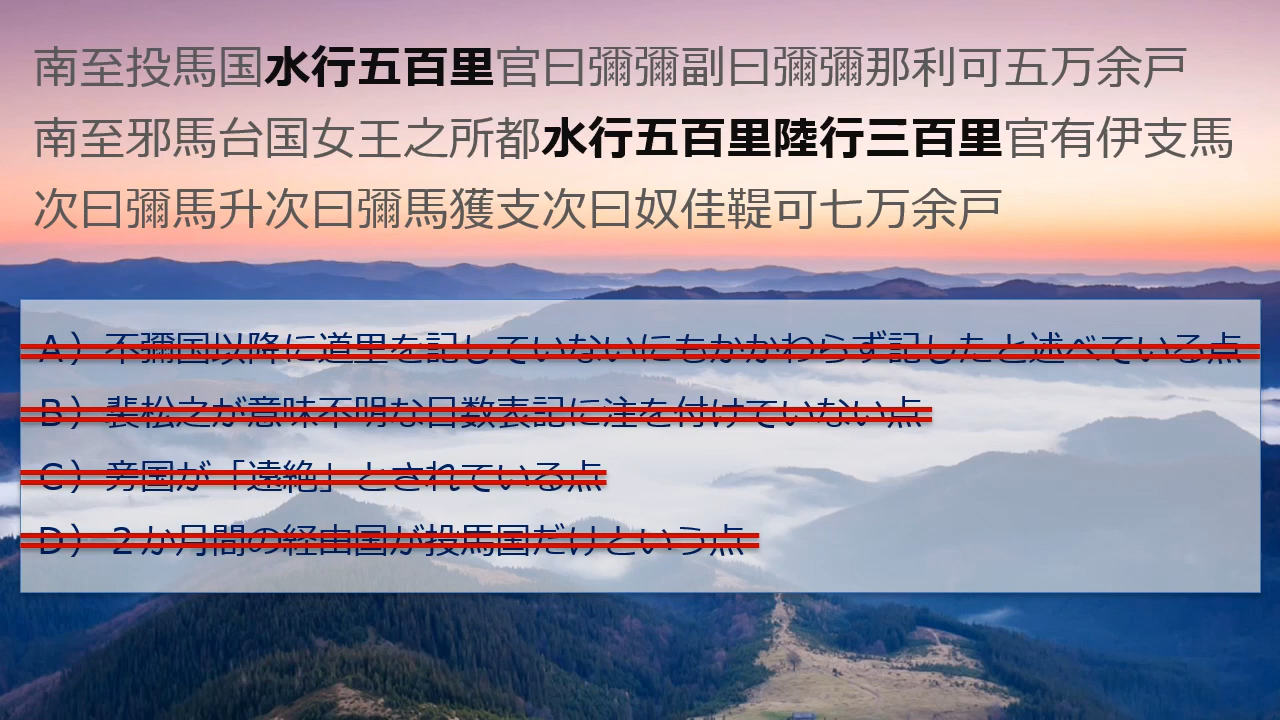 南至投馬国水行五百里官曰彌彌副曰彌彌那利可五万余戸
南至邪馬台国女王之所都水行五百里陸行三百里官有伊支馬
次曰彌馬升次曰彌馬獲支次曰奴佳鞮可七万余戸
A）不彌国以降に道里を記していないにもかかわらず記したと述べている点
B）裴松之が意味不明な日数表記に注を付けていない点
C）旁国が「遠絶」とされている点
D）２か月間の経由国が投馬国だけという点